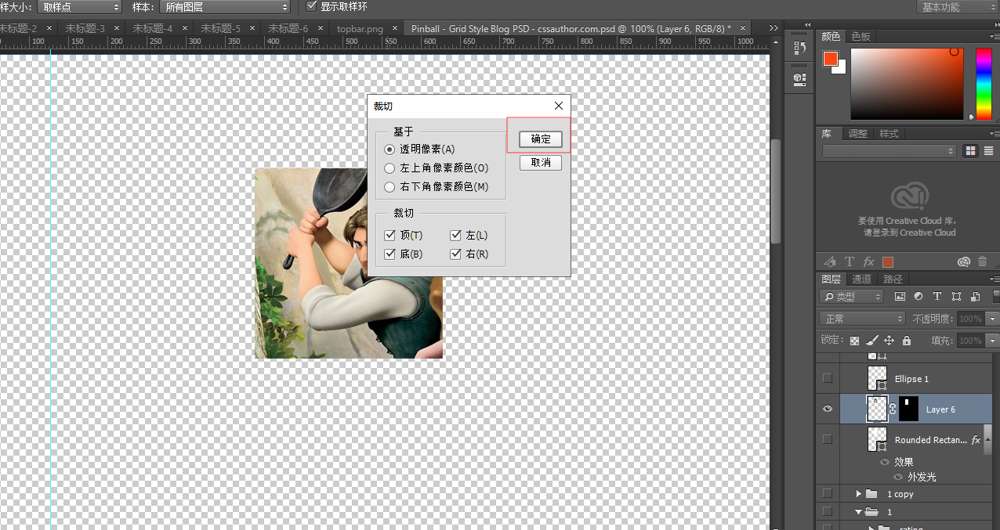 样大小： 取样点 样本： 所有图层 显示取样环 基本功能
未标题-2 × 未标题-3 × 未标题-4 × 未标题-5 × 未标题-6 × topbar.png × Pinball - Grid Style Blog PSD - cssauthor.com.psd @ 100% (Layer 6, RGB/8) * ×
100 150 200 250 300 350 400 450 500 550 600 650 700 750 800 850 900 950 1000
颜色 色板
裁切
基于
透明像素(A)
左上角像素颜色(O)
右下角像素颜色(M)
确定
取消
裁切
顶(T) 左(L)
底(B) 右(R)
库 调整 样式
要使用 Creative Cloud 库，
请登录到 Creative Cloud
图层 通道 路径
类型
正常 不透明度： 100%
锁定： 填充： 100%
Ellipse 1
Layer 6
Rounded Rectan... fx
效果
外发光
1 copy
1
rating